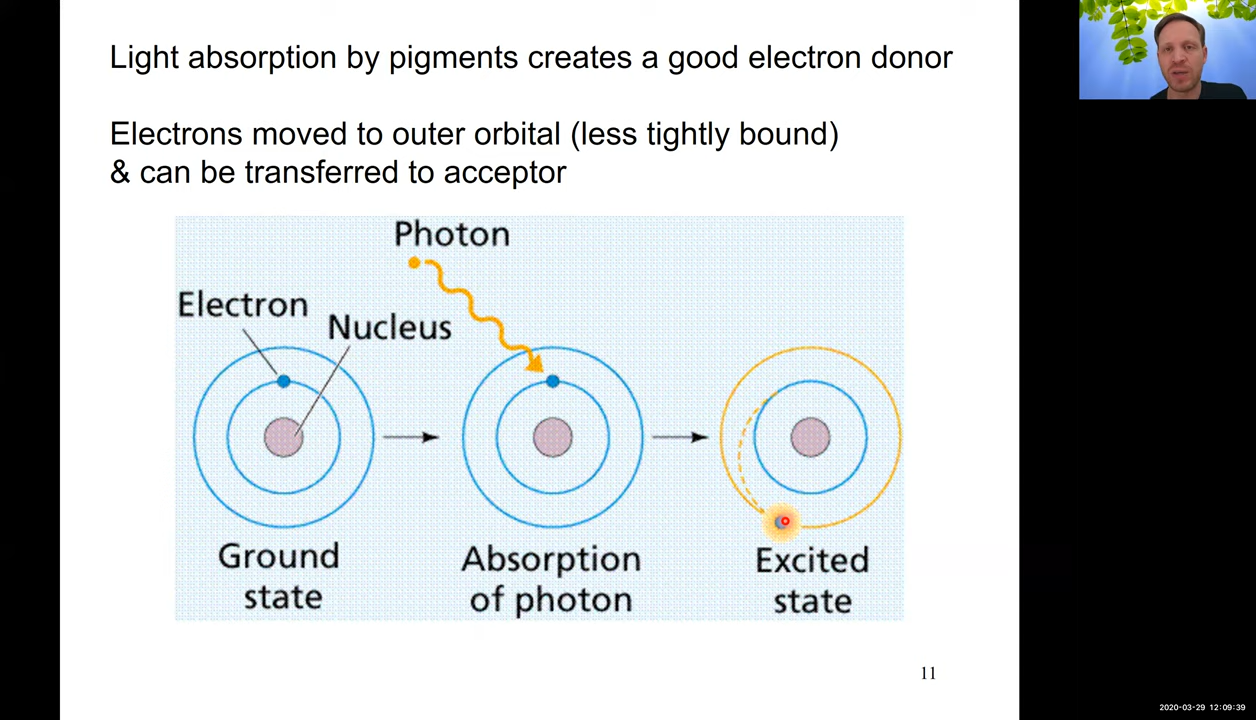 Light absorption by pigments creates a good electron donor
Electrons moved to outer orbital (less tightly bound)
& can be transferred to acceptor
Photon
Electron
Nucleus
Ground
state
Absorption
of photon
Excited
state
11
2020-03-29 12:09:39